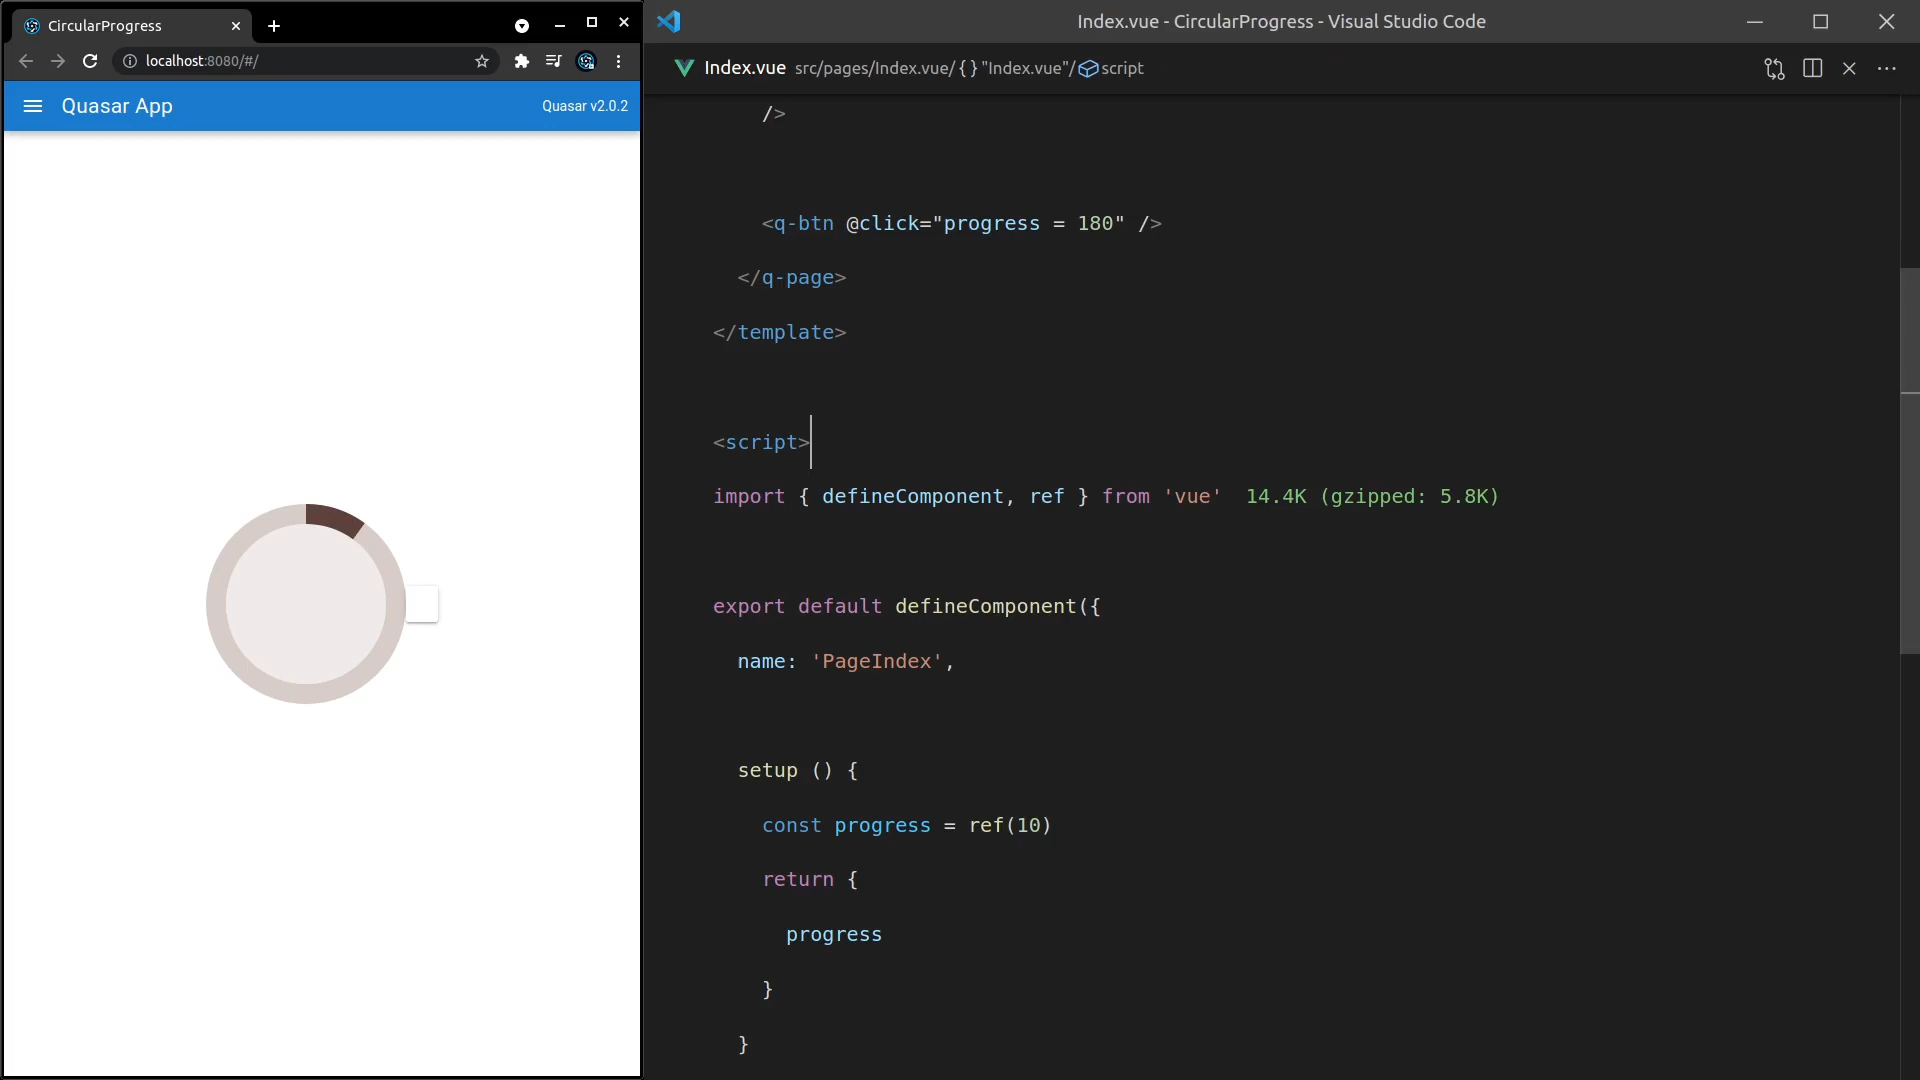 CircularProgress
localhost:8080/#/
Quasar App
Quasar v2.0.2
Index.vue - CircularProgress - Visual Studio Code
Index.vue src/pages/Index.vue/{}"Index.vue"/script
/>
<q-btn @click="progress = 180" />
</q-page>
</template>
<script>
import { defineComponent, ref } from 'vue' 14.4K (gzipped: 5.8K)
export default defineComponent({
name: 'PageIndex',
setup () {
const progress = ref(10)
return {
progress
}
}